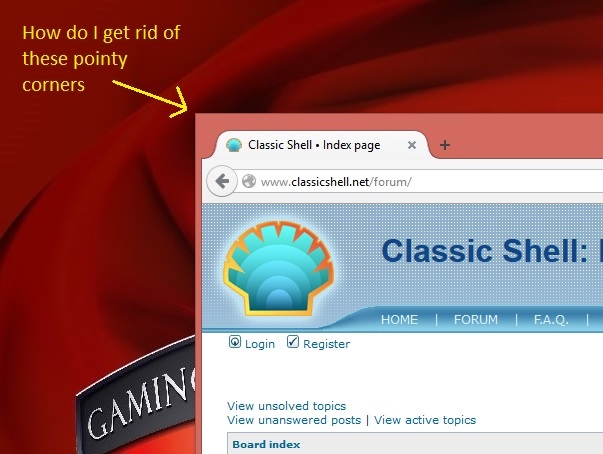 How do I get rid of
these pointy
corners
Classic Shell • Index page
www.classicshell.net/forum/
Classic Shell:
HOME | FORUM | F.A.Q. |
Login Register
GAMING
View unsolved topics
View unanswered posts | View active topics
Board index